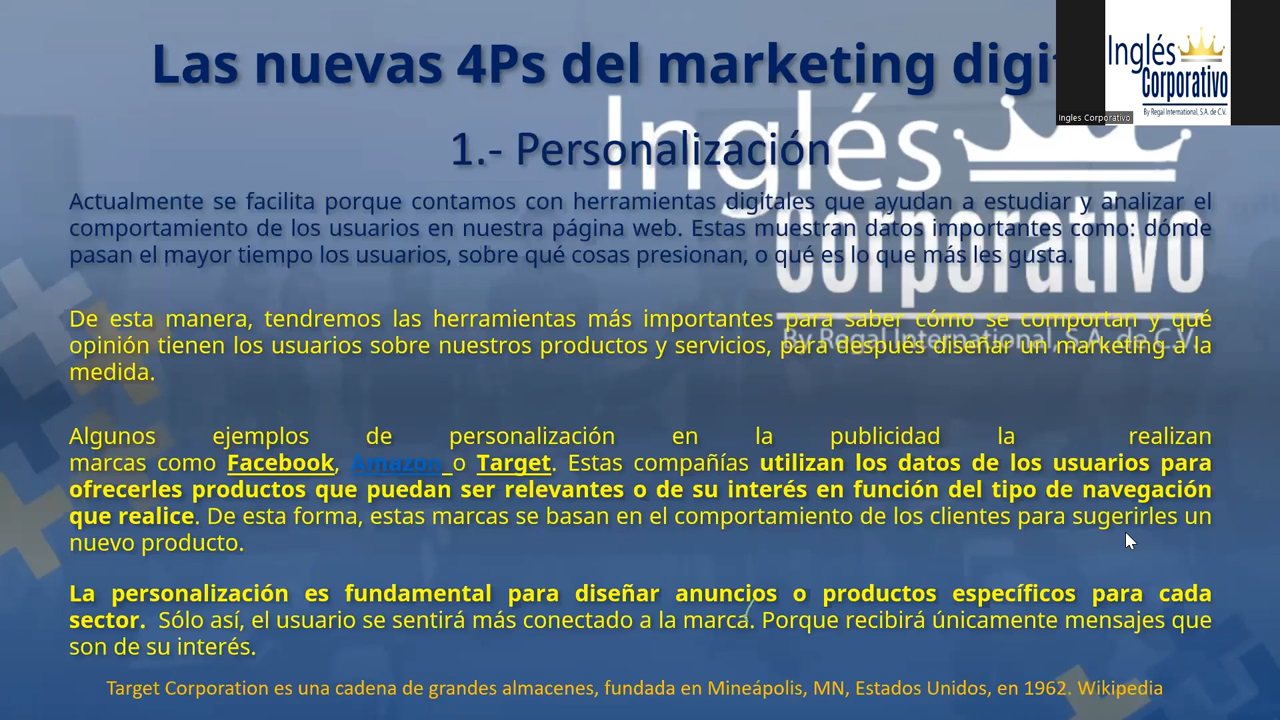 Las nuevas 4Ps del marketing digit
Inglés
Corporativo
By Regal International, S.A. de C.V.
Ingles Corporativo
1.- Personalización
Inglés
Corporativo
By Regal International, S.A. de C.V.
Actualmente se facilita porque contamos con herramientas digitales que ayudan a estudiar y analizar el
comportamiento de los usuarios en nuestra página web. Estas muestran datos importantes como: dónde
pasan el mayor tiempo los usuarios, sobre qué cosas presionan, o qué es lo que más les gusta.
De esta manera, tendremos las herramientas más importantes para saber cómo se comportan y qué
opinión tienen los usuarios sobre nuestros productos y servicios, para después diseñar un marketing a la
medida.
Algunos ejemplos de personalización en la publicidad la realizan
marcas como Facebook, Amazon o Target. Estas compañías utilizan los datos de los usuarios para
ofrecerles productos que puedan ser relevantes o de su interés en función del tipo de navegación
que realice. De esta forma, estas marcas se basan en el comportamiento de los clientes para sugerirles un
nuevo producto.
La personalización es fundamental para diseñar anuncios o productos específicos para cada
sector. Sólo así, el usuario se sentirá más conectado a la marca. Porque recibirá únicamente mensajes que
son de su interés.
Target Corporation es una cadena de grandes almacenes, fundada en Mineápolis, MN, Estados Unidos, en 1962. Wikipedia